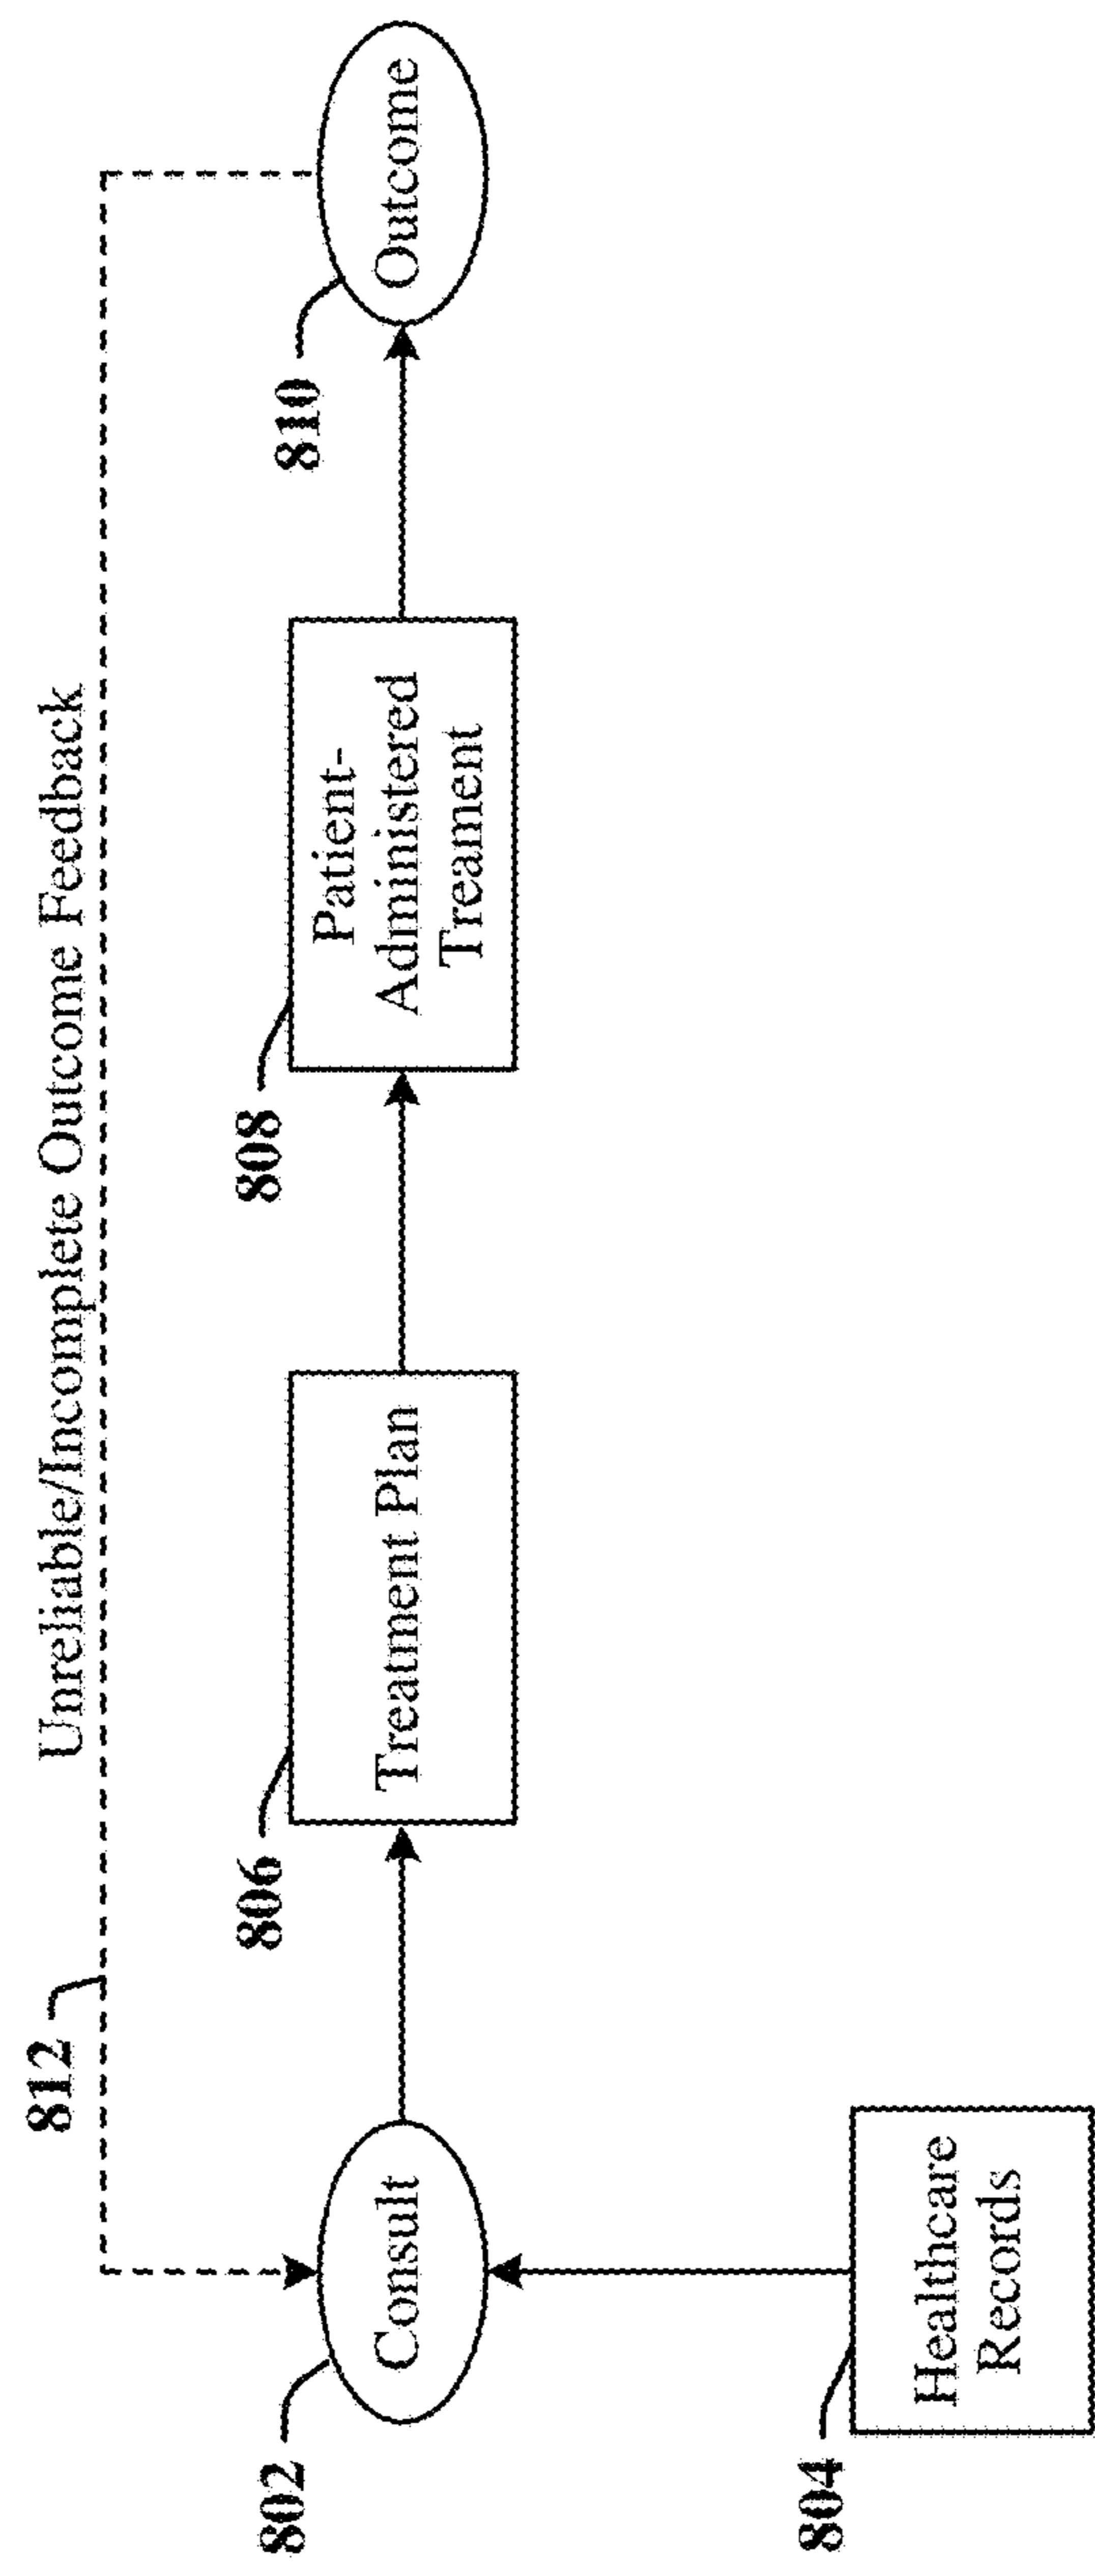 812
Unreliable/Incomplete Outcome Feedback
802
Consult
806
Treatment Plan
808
Patient-
Administered
Treament
810
Outcome
804
Healthcare
Records